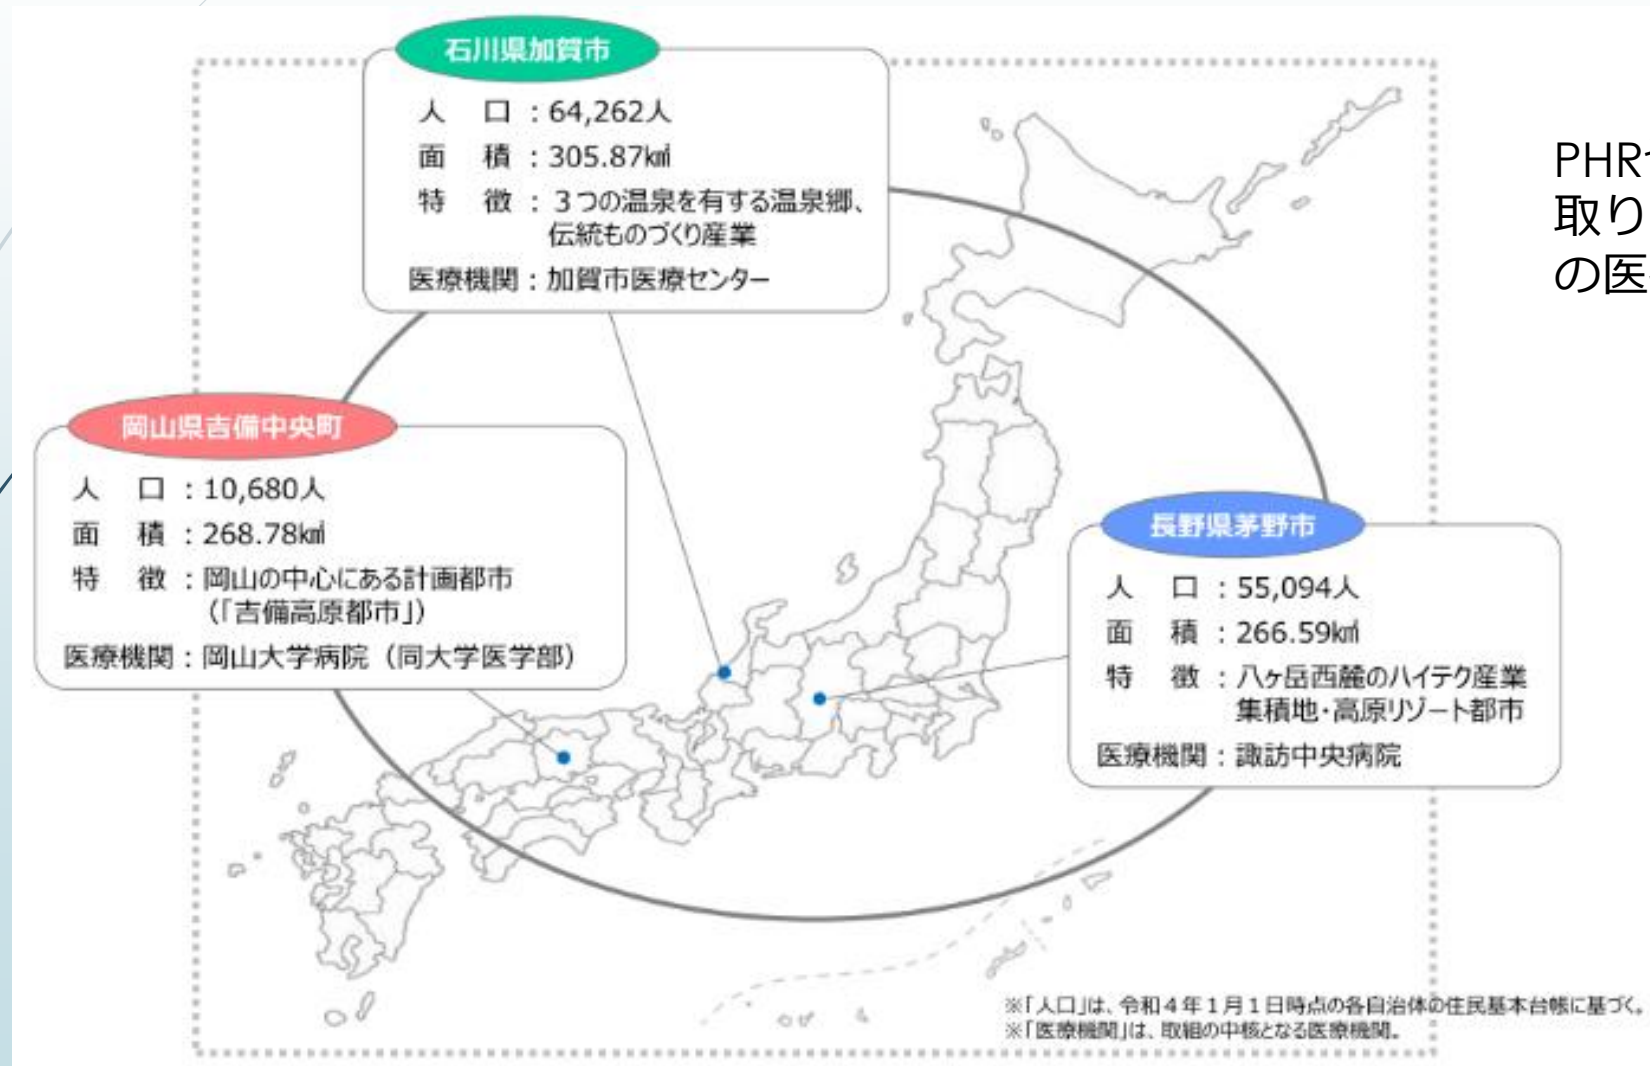 石川県加賀市
人 口：64,262人
面 積：305.87㎢
特 徴：３つの温泉を有する温泉郷、
伝統ものづくり産業
医療機関：加賀市医療センター
PHR
取り
の医
岡山県吉備中央町
人 口：10,680人
面 積：268.78㎢
特 徴：岡山の中心にある計画都市
（「吉備高原都市」）
医療機関：岡山大学病院（同大学医学部）
長野県茅野市
人 口：55,094人
面 積：266.59㎢
特 徴：八ヶ岳西麓のハイテク産業
集積地・高原リゾート都市
医療機関：諏訪中央病院
※「人口」は、令和４年１月１日時点の各自治体の住民基本台帳に基づく。
※「医療機関」は、取組の中核となる医療機関。